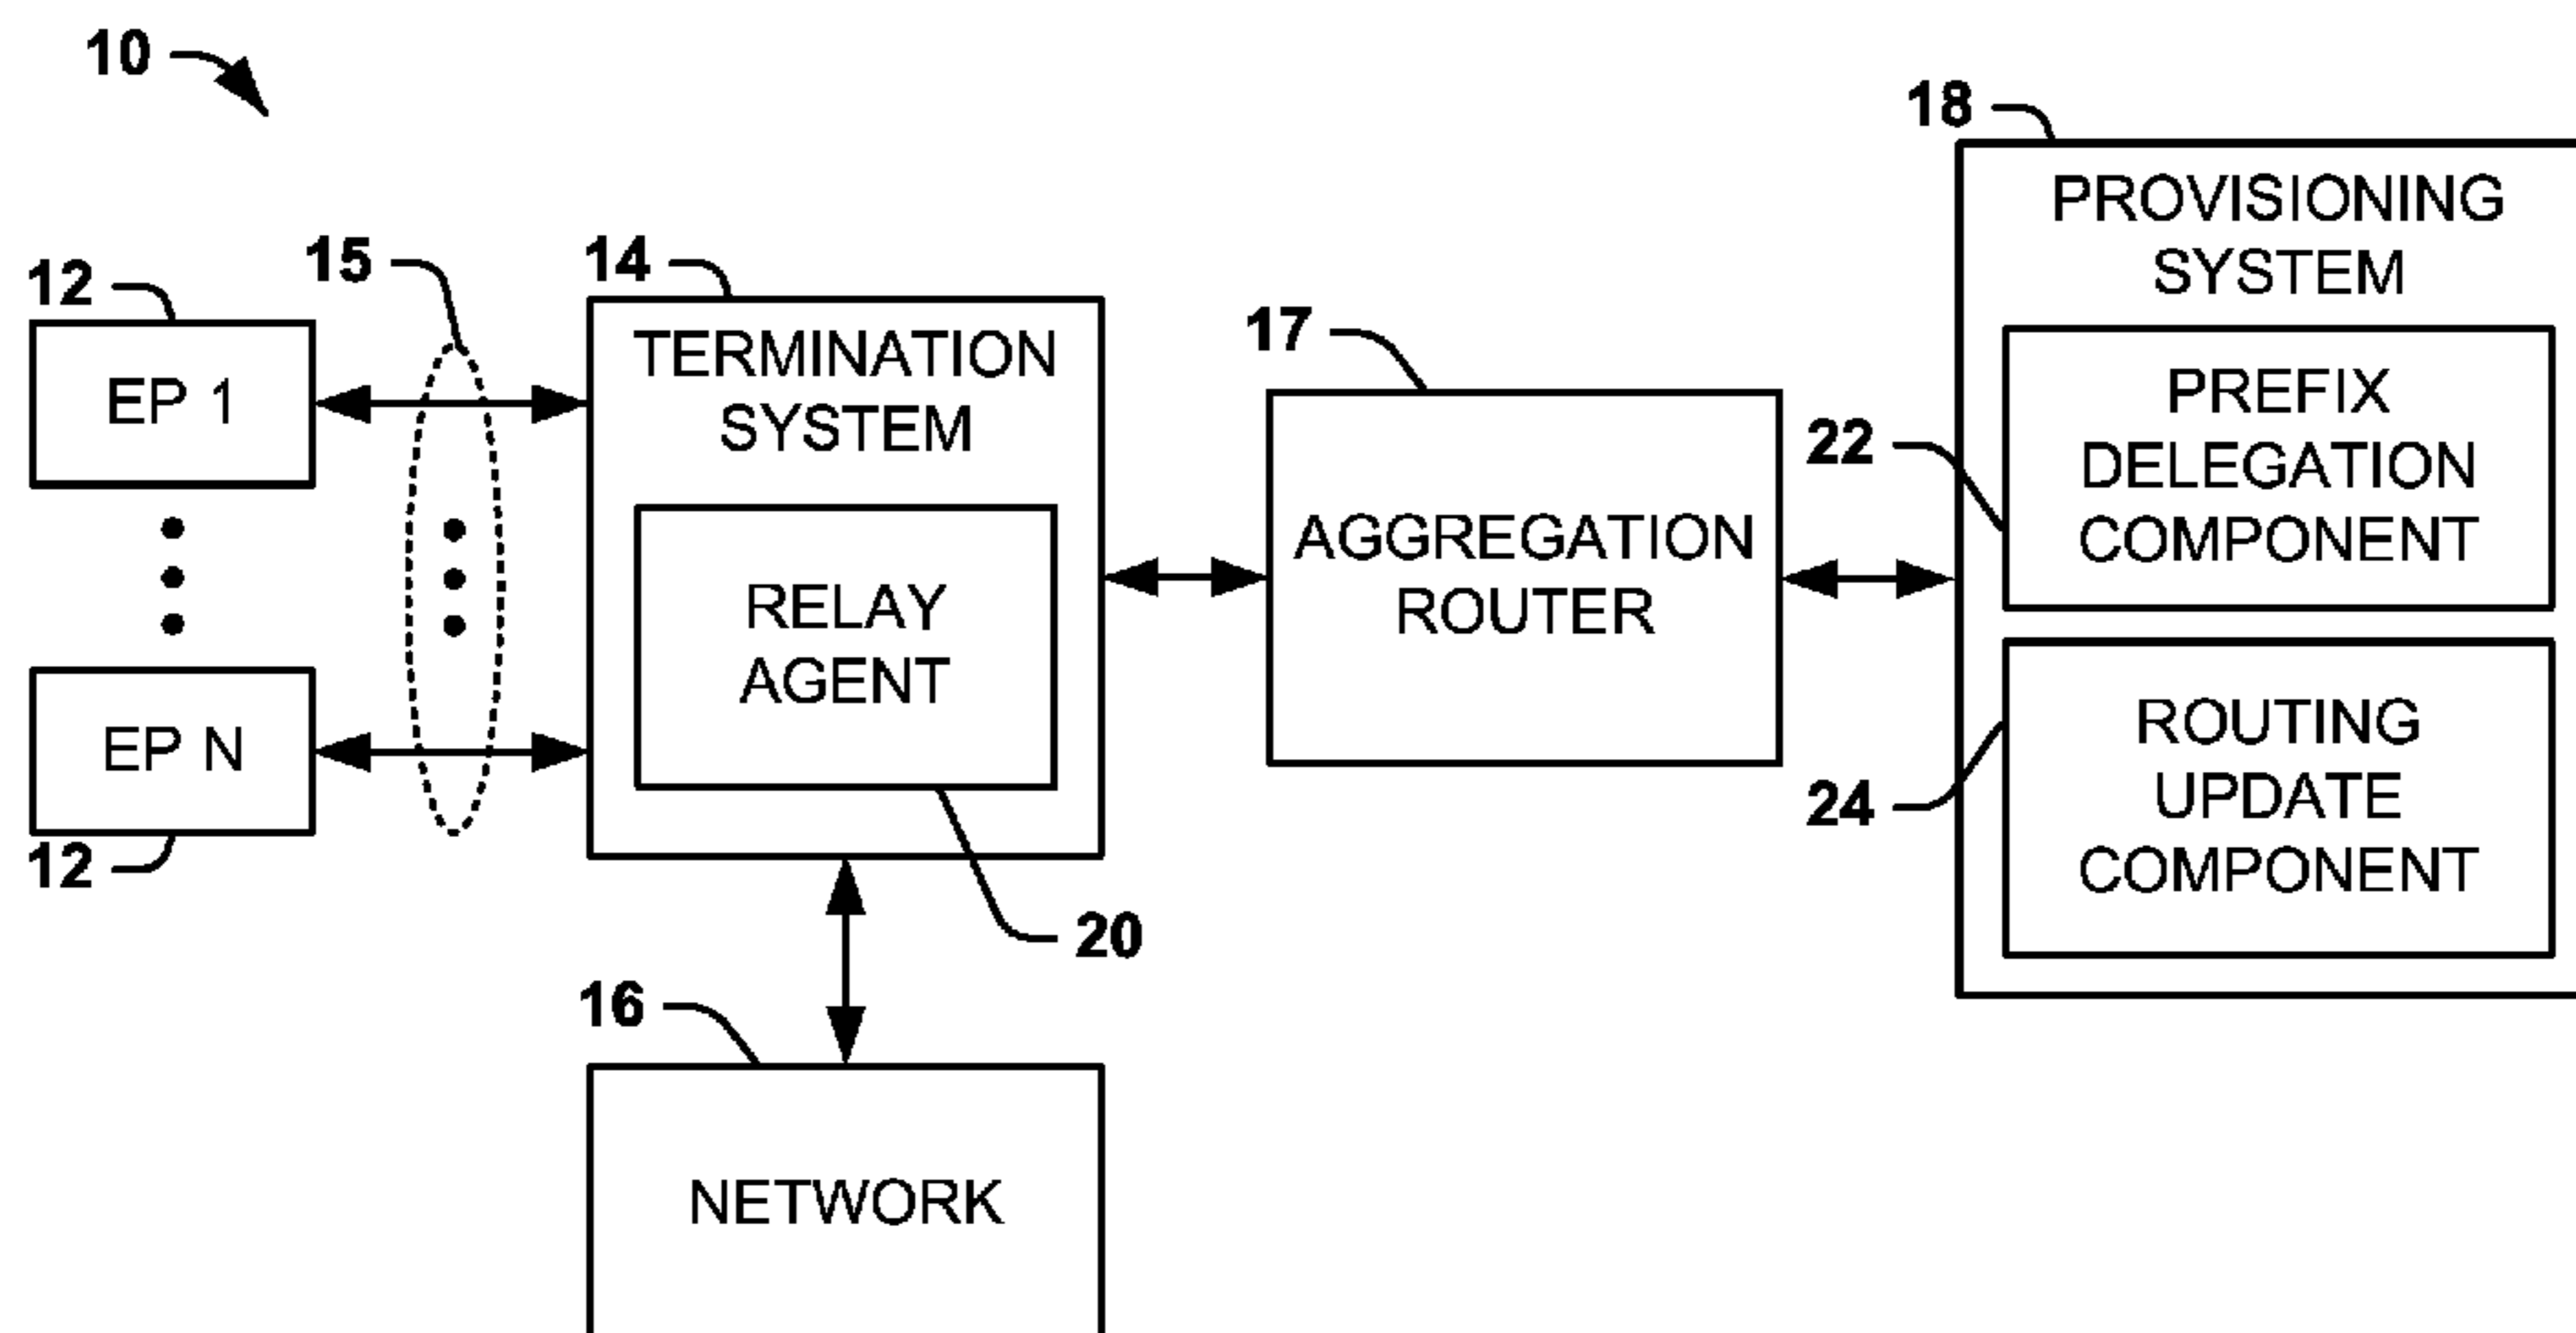 10
18
PROVISIONING
SYSTEM
15
14
12
17
TERMINATION
SYSTEM
EP 1
PREFIX
DELEGATION
COMPONENT
22
AGGREGATION
ROUTER
RELAY
AGENT
EP N
12
ROUTING
UPDATE
COMPONENT
24
20
16
NETWORK